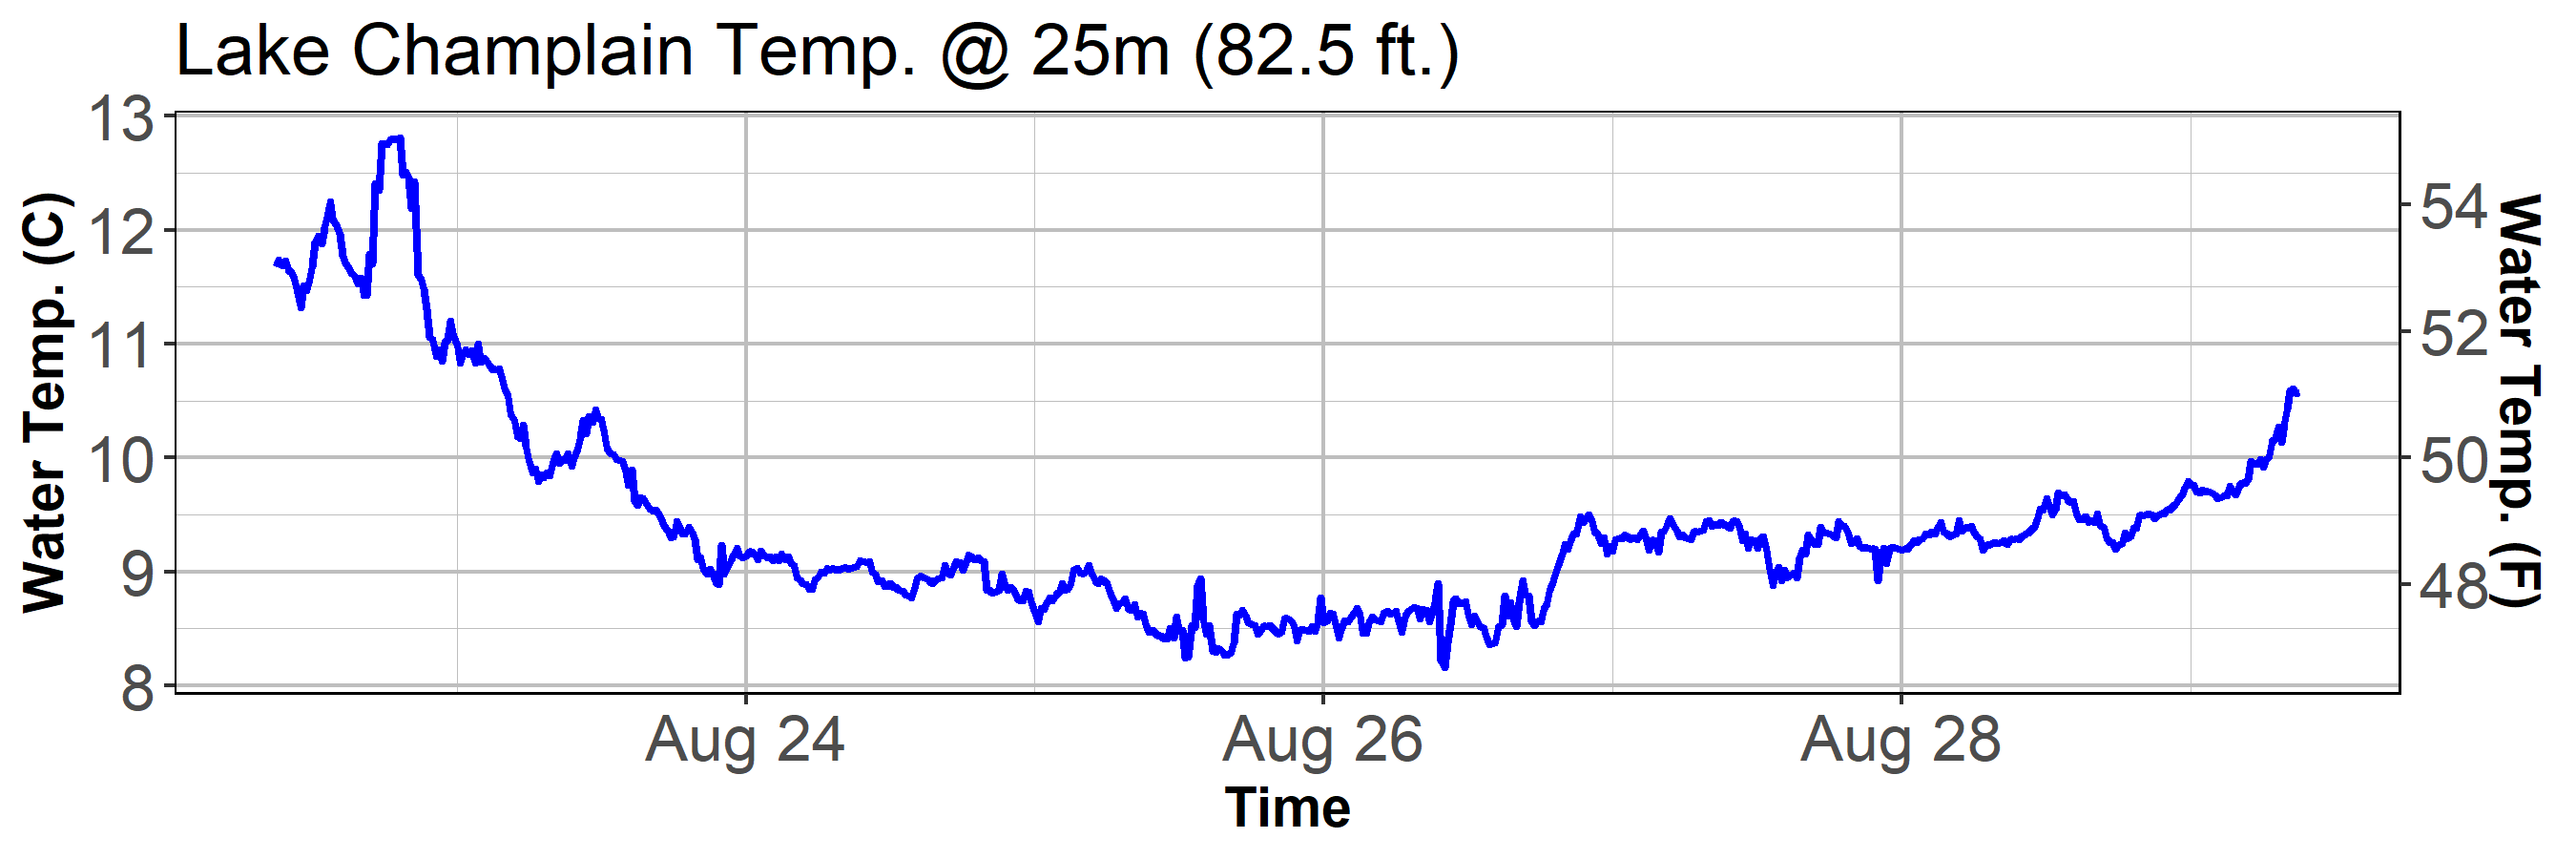 Lake Champlain Temp. @ 25m (82.5 ft.)
Water Temp. (C)
13
12
11
10
9
8
54
52
50
48
Water Temp. (F)
Aug 24 Aug 26 Aug 28
Time